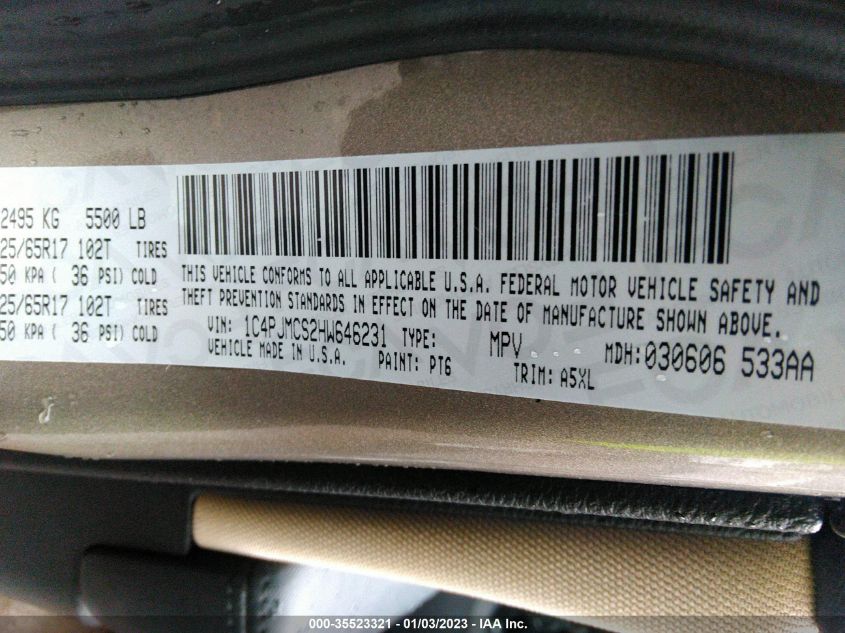 2495 KG 5500 LB
25/65R17 102T TIRES
50 KPA ( 36 PSI) COLD
25/65R17 102T TIRES
50 KPA ( 36 PSI) COLD
THIS VEHICLE CONFORMS TO ALL APPLICABLE U.S.A. FEDERAL MOTOR VEHICLE SAFETY AND
THEFT PREVENTION STANDARDS IN EFFECT ON THE DATE OF MANUFACTURE SHOWN ABOVE.
VIN: 1C4PJMCS2HW646231 TYPE: MPV MDH:030606 533AA
VEHICLE MADE IN U.S.A. PAINT: PT6 TRIM: A5XL
000-35523321 - 01/03/2023 - IAA Inc.